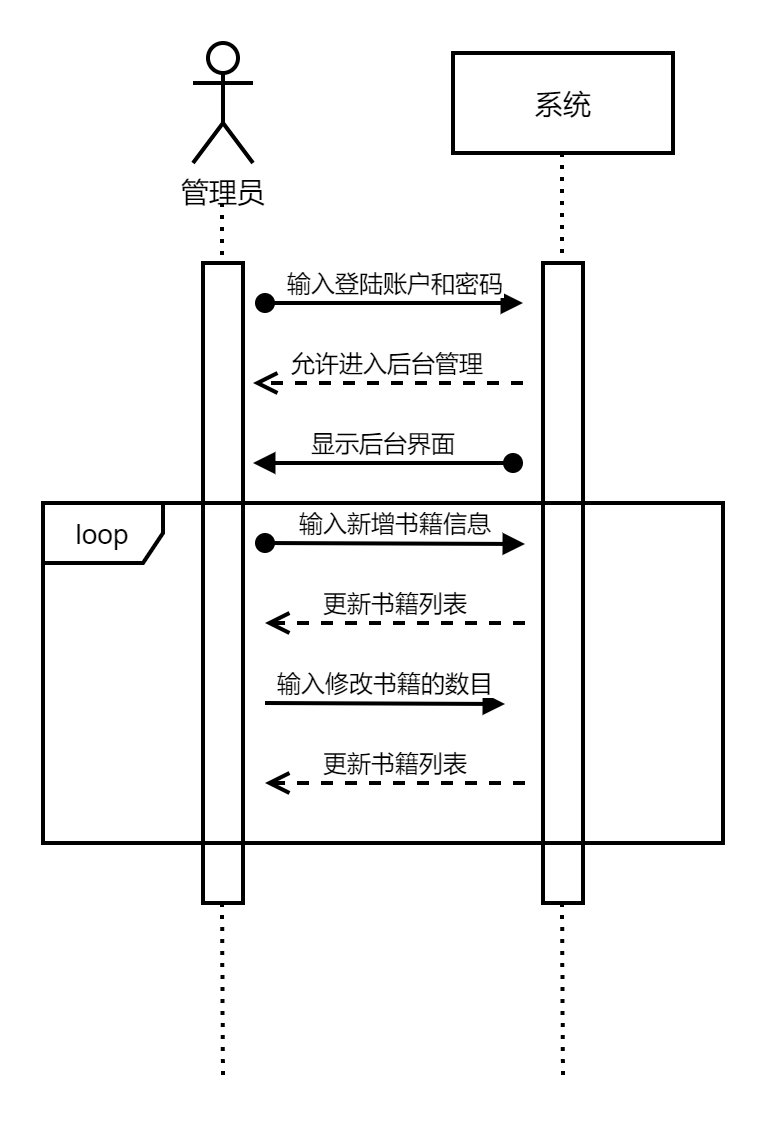 系统
管理员
输入登陆账户和密码
允许进入后台管理
显示后台界面
loop
输入新增书籍信息
更新书籍列表
输入修改书籍的数目
更新书籍列表